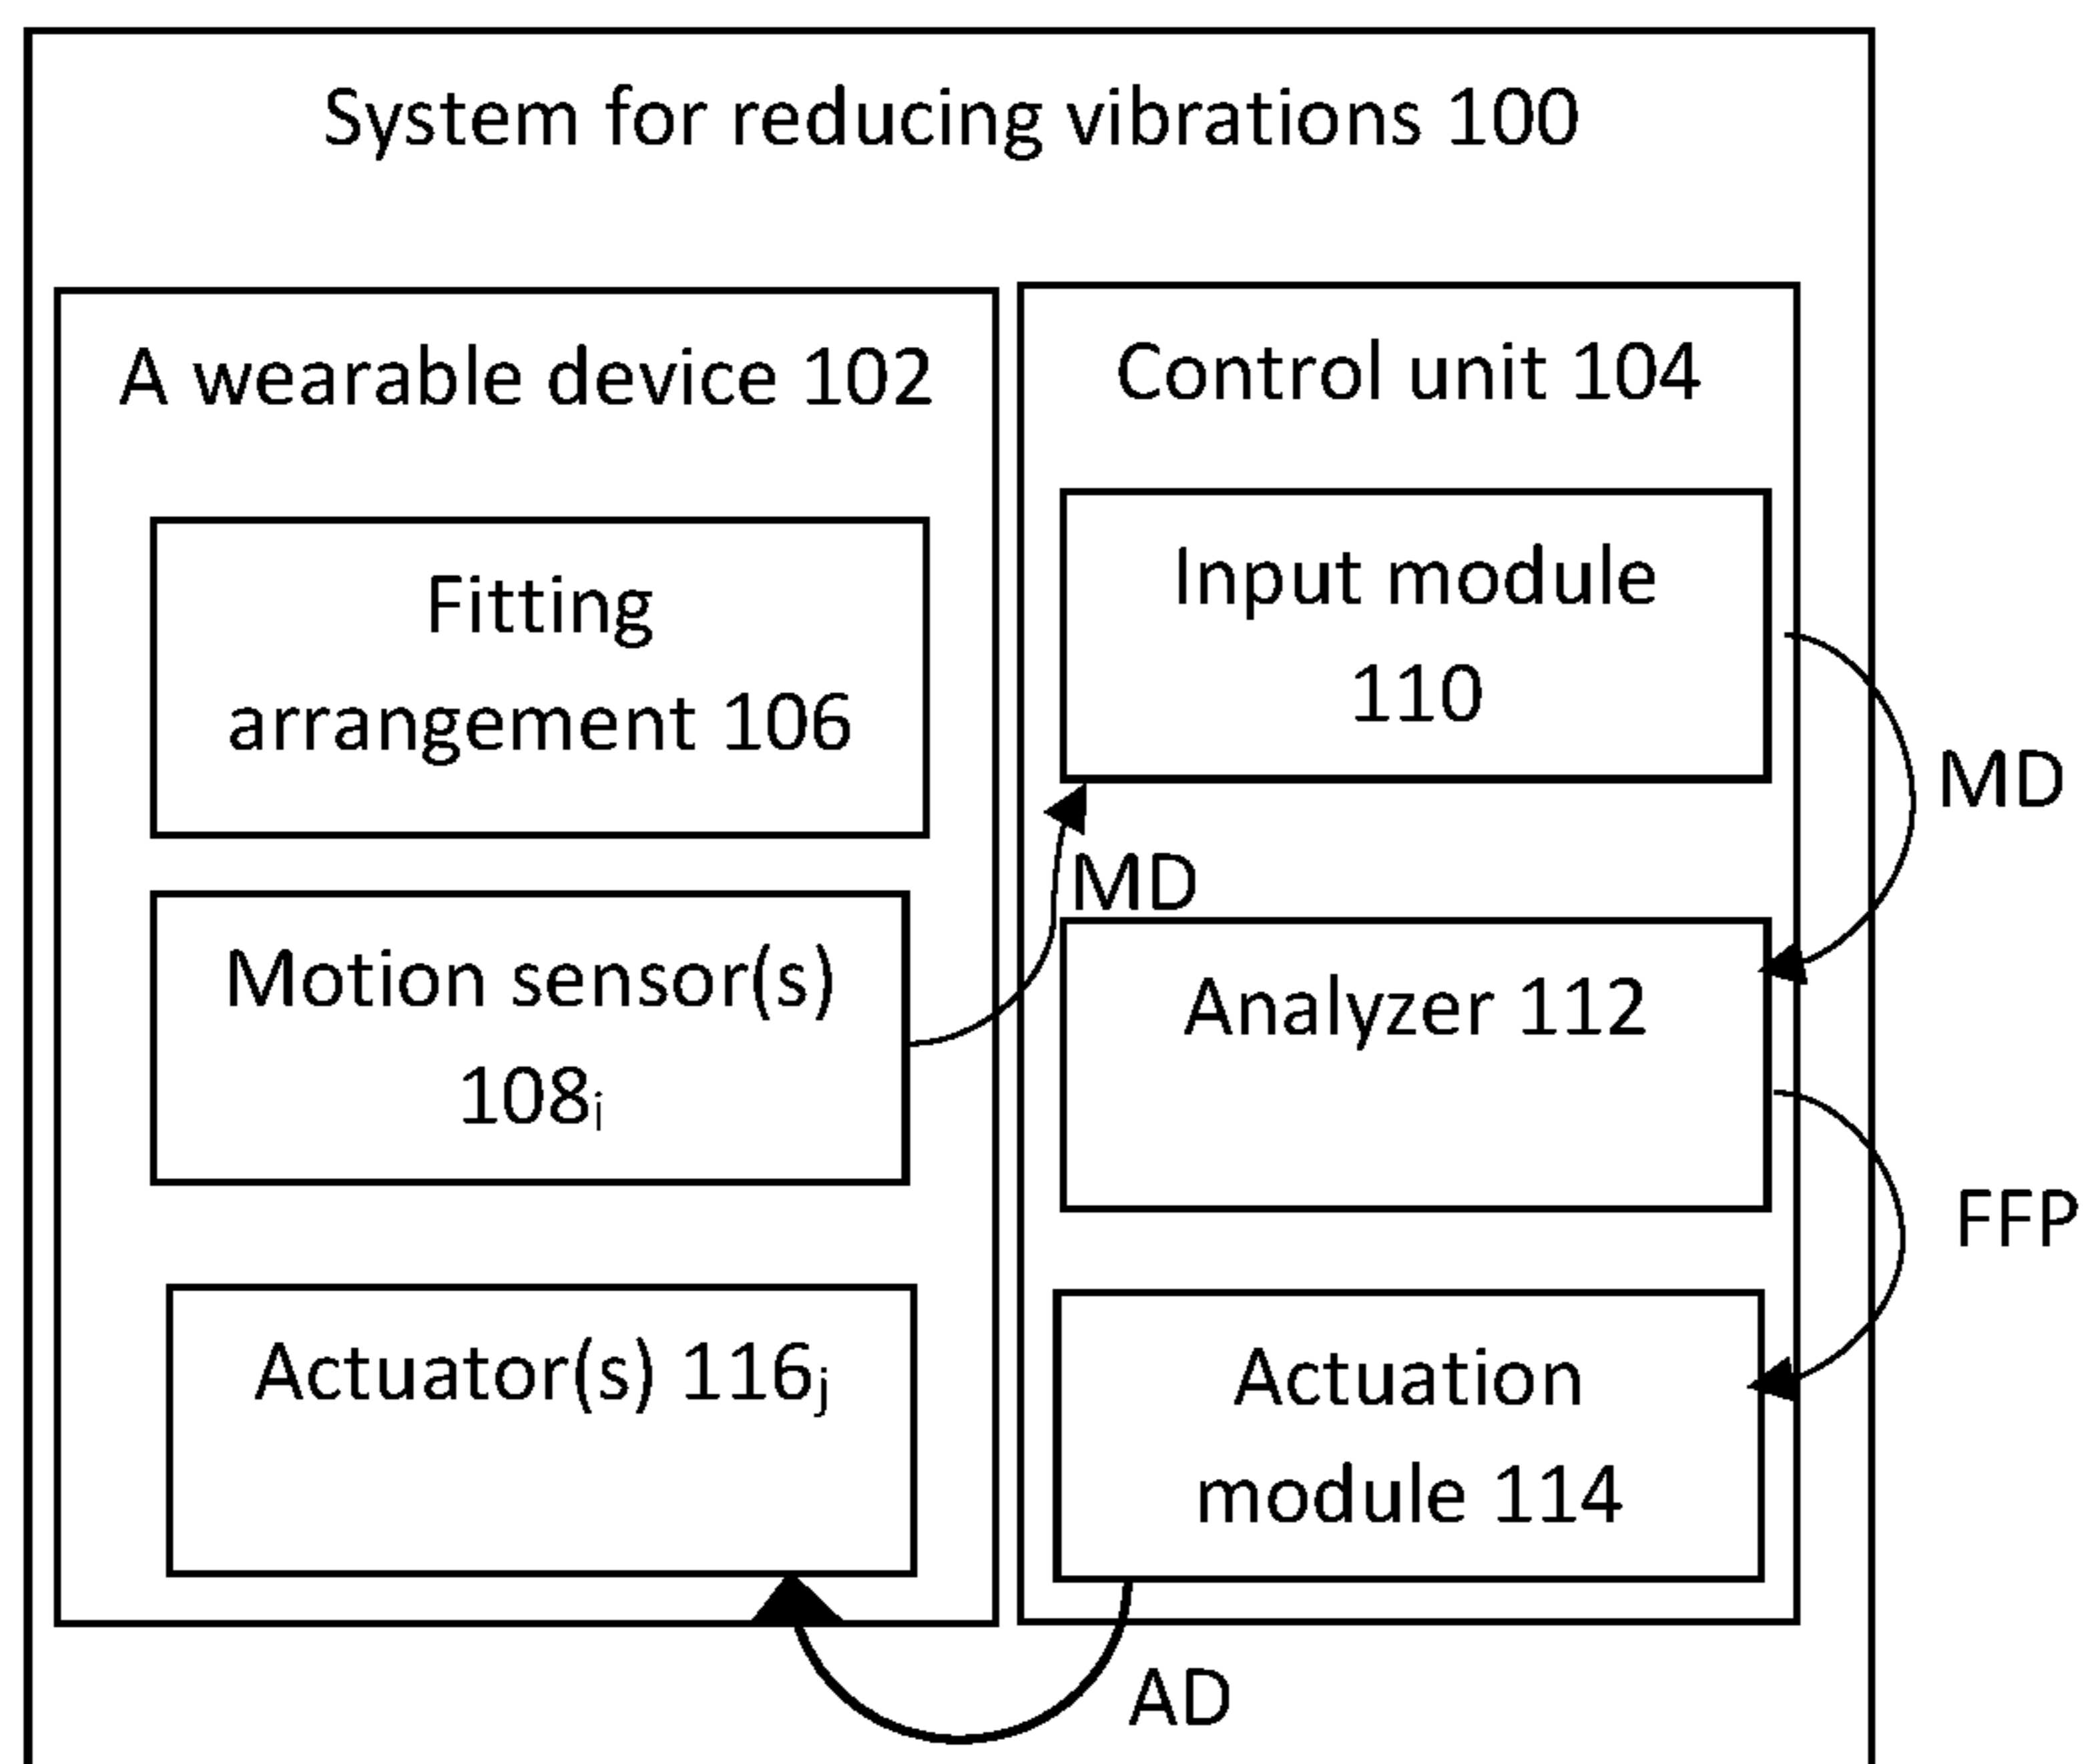 System for reducing vibrations 100
A wearable device 102
Fitting
arrangement 106
Motion sensor(s)
108i
Actuator(s) 116j
Control unit 104
Input module
110
MD
MD
Analyzer 112
FFP
Actuation
module 114
AD